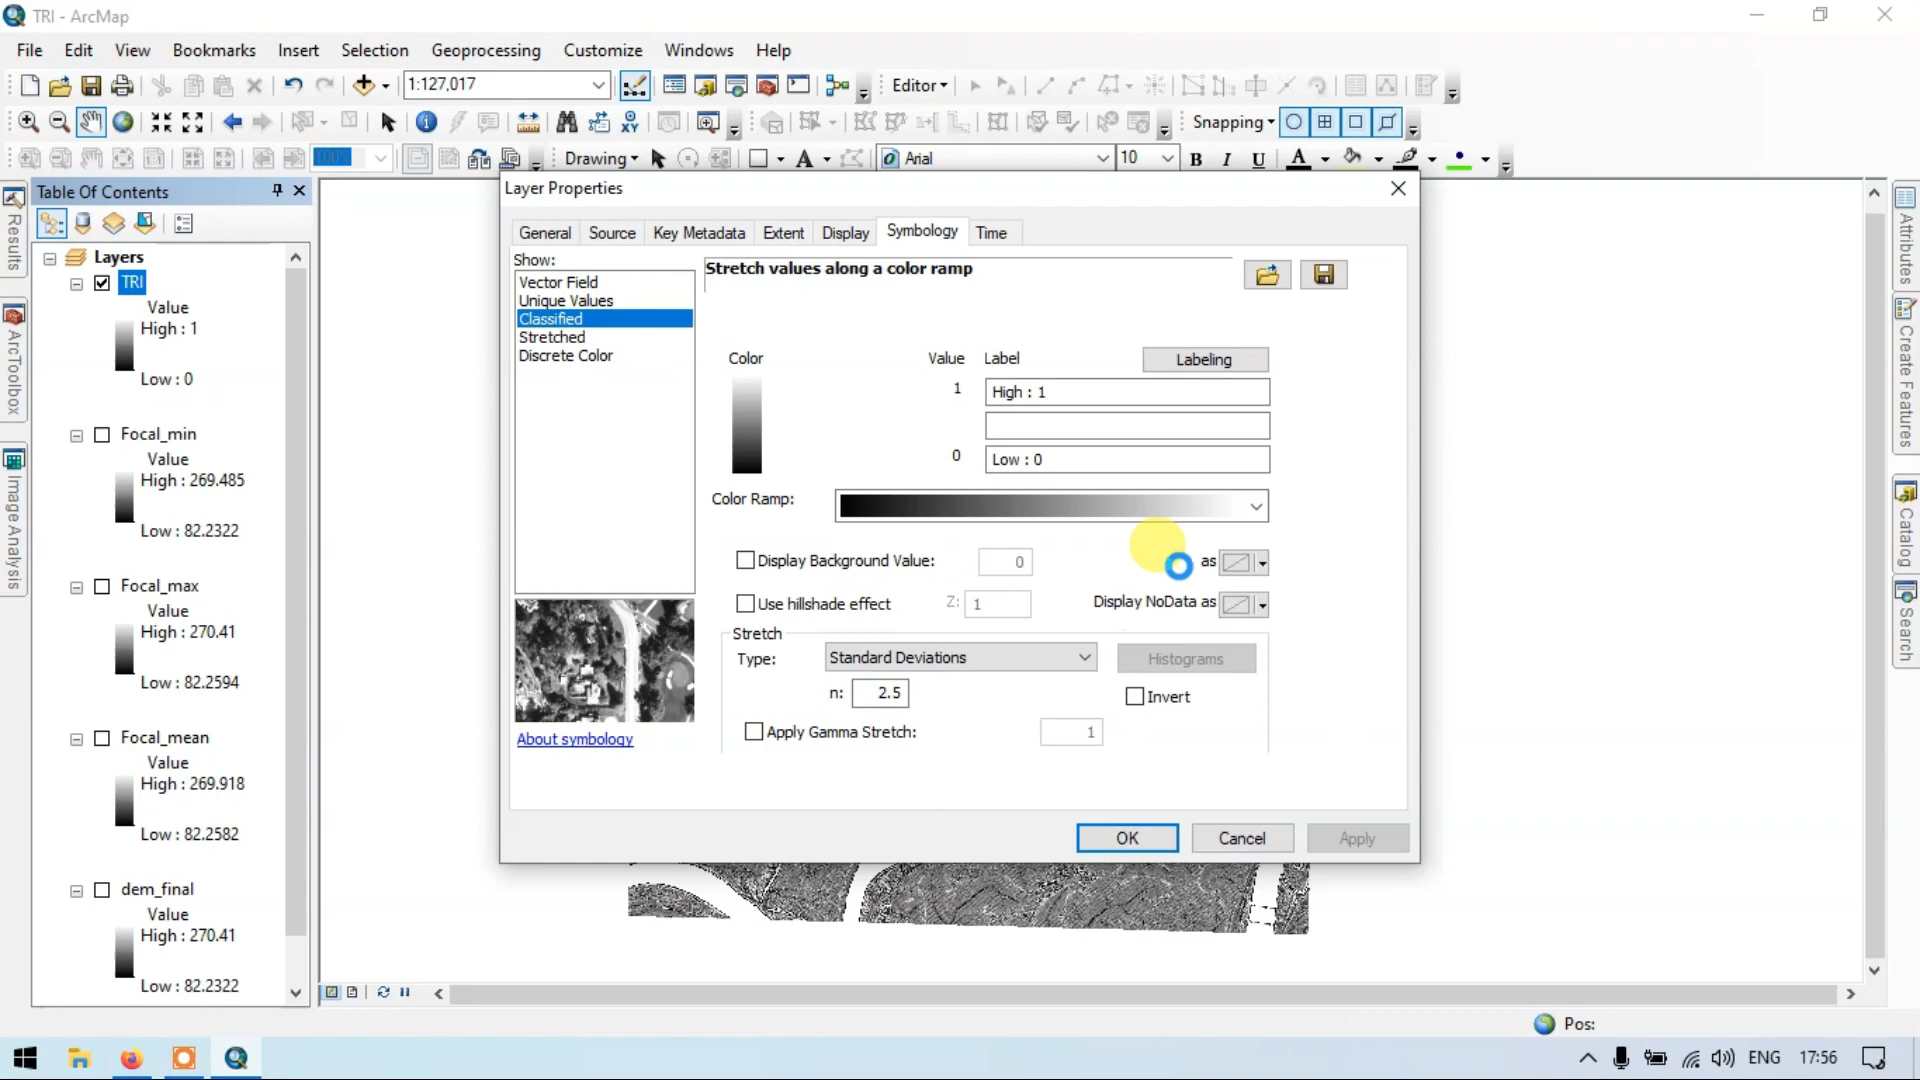 TRI - ArcMap
File Edit View Bookmarks Insert Selection Geoprocessing Customize Windows Help
1:127,017
Editor
Snapping
100%
Drawing
Arial
10
B I U A
Table Of Contents
Layers
TRI
Value
High : 1
Low : 0
Focal_min
Value
High : 269.485
Low : 82.2322
Focal_max
Value
High : 270.41
Low : 82.2594
Focal_mean
Value
High : 269.918
Low : 82.2582
dem_final
Value
High : 270.41
Low : 82.2322
Results
ArcToolbox
Image Analysis
Layer Properties
General Source Key Metadata Extent Display Symbology Time
Show:
Vector Field
Unique Values
Classified
Stretched
Discrete Color
About symbology
Stretch values along a color ramp
Color Value Label Labeling
1 High : 1
0 Low : 0
Color Ramp:
Display Background Value: 0 as
Use hillshade effect Z: 1 Display NoData as
Stretch
Type: Standard Deviations Histograms
n: 2.5 Invert
Apply Gamma Stretch: 1
OK Cancel Apply
Attributes
Create Features
Catalog
Search
Pos:
ENG 17:56